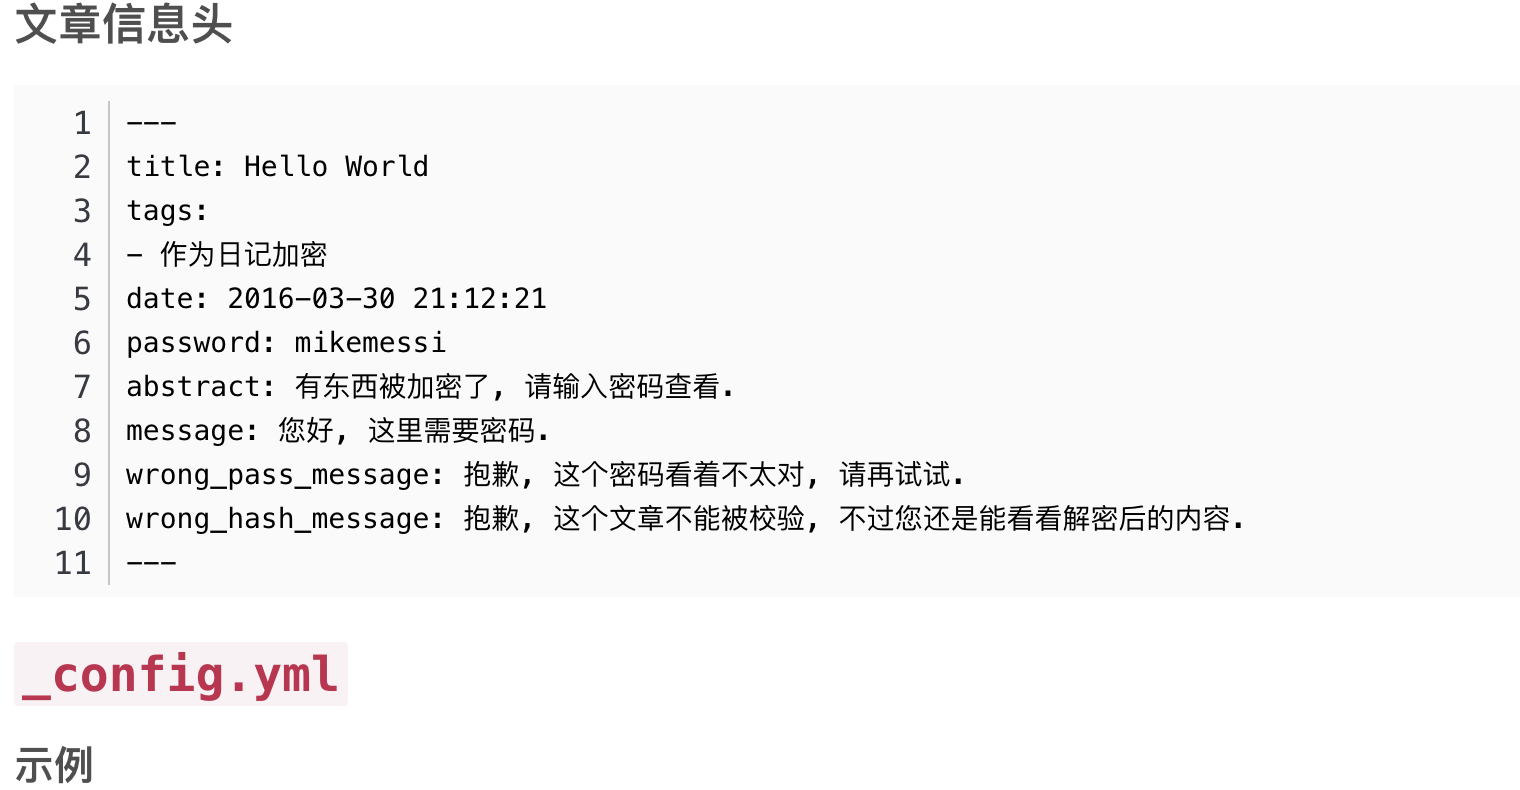 文章信息头
1 ---
2 title: Hello World
3 tags:
4 - 作为日记加密
5 date: 2016-03-30 21:12:21
6 password: mikemessi
7 abstract: 有东西被加密了, 请输入密码查看.
8 message: 您好, 这里需要密码.
9 wrong_pass_message: 抱歉, 这个密码看着不太对, 请再试试.
10 wrong_hash_message: 抱歉, 这个文章不能被校验, 不过您还是能看看解密后的内容.
11 ---
_config.yml
示例